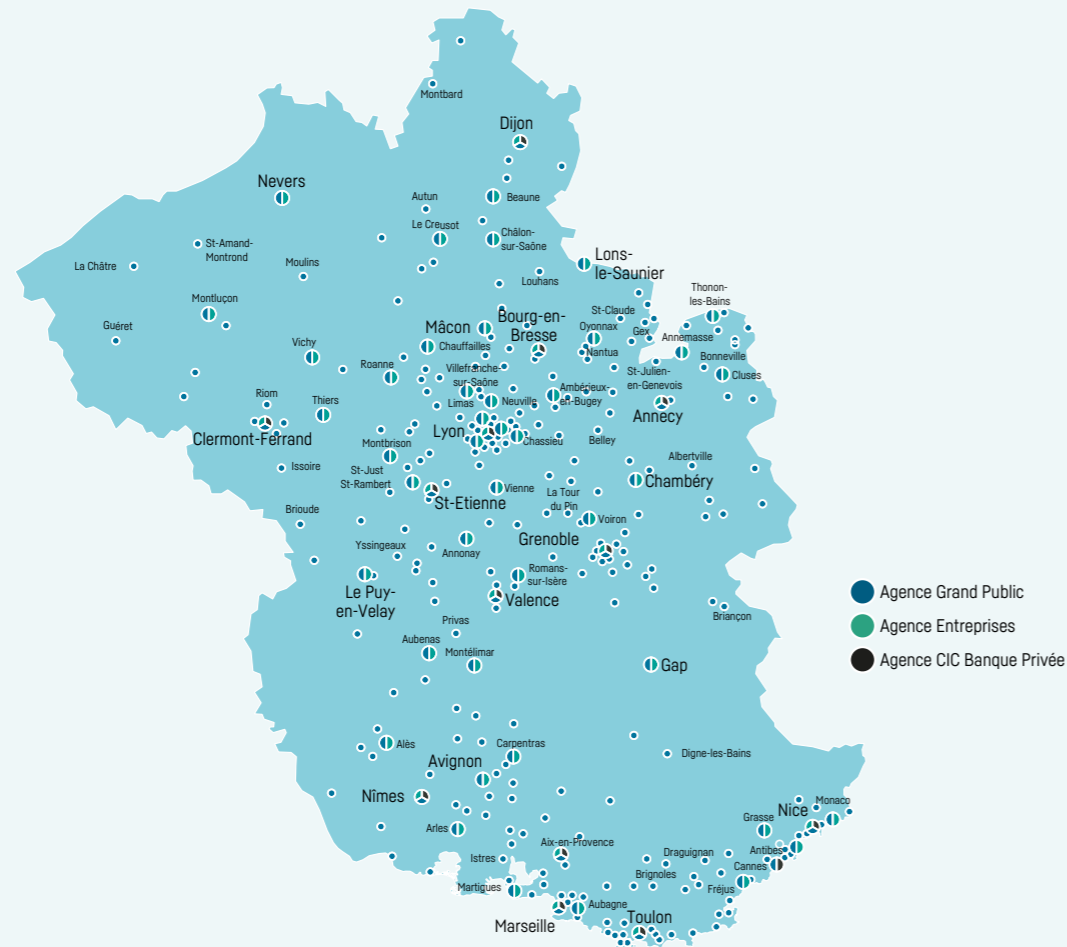 Montbard
Dijon
Nevers
Autun
Beaune
Le Creusot
Châlon-
sur-Saône
St-Amand-
Montrond
La Châtre
Moulins
Louhans
Lons-
le-Saunier
Thonon-
les-Bains
Montluçon
St-Claude
Guéret
Mâcon
Bourg-en-
Bresse
Oyonnax
Gex
Annemasse
Vichy
Chauffailles
Nantua
Bonneville
Roanne
Villefranche-
sur-Saône
St-Julien-
en-Genevois
Cluses
Riom
Thiers
Limas
Neuville
Ambérieux-
en-Bugey
Annecy
Clermont-Ferrand
Lyon
Chassieu
Belley
Montbrison
Albertville
Issoire
St-Just
St-Rambert
Chambéry
St-Etienne
Vienne
La Tour
du Pin
Brioude
Voiron
Yssingeaux
Annonay
Grenoble
Le Puy-
en-Velay
Romans-
sur-Isère
Valence
Agence Grand Public
Briançon
Privas
Agence Entreprises
Aubenas
Montélimar
Agence CIC Banque Privée
Gap
Alès
Carpentras
Digne-les-Bains
Avignon
Nîmes
Monaco
Nice
Arles
Grasse
Aix-en-Provence
Antibes
Istres
Draguignan
Cannes
Martigues
Brignoles
Fréjus
Aubagne
Marseille
Toulon